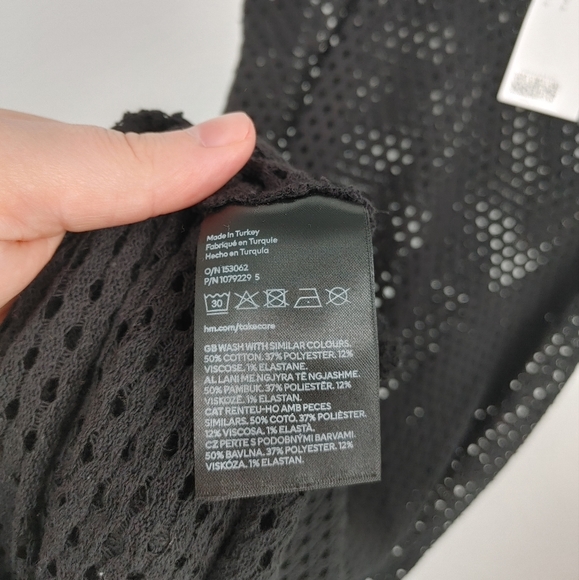 Made in Turkey
Fabriqué en Turquie
Hecho en Turquía
O/N 153062
P/N 1079229 5
30
hm.com/takecare
GB WASH WITH SIMILAR COLOURS.
50% COTTON. 37% POLYESTER. 12%
VISCOSE. 1% ELASTANE.
AL LANI ME NGJYRA TË NGJASHME.
50% PAMBUK. 37% POLIESTËR. 12%
VISKOZË. 1% ELASTAN.
CAT RENTEU-HO AMB PECES
SIMILARS. 50% COTÓ. 37% POLIÈSTER.
12% VISCOSA. 1% ELASTÀ.
CZ PERTE S PODOBNÝMI BARVAMI.
50% BAVLNA. 37% POLYESTER. 12%
VISKÓZA. 1% ELASTAN.